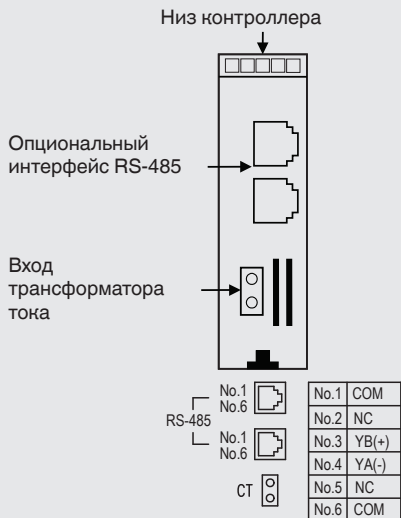 Низ контроллера
Опциональный
интерфейс RS-485
Вход
трансформатора
тока
No.1
No.6
RS-485
No.1
No.6
CT
No.1 COM
No.2 NC
No.3 YB(+)
No.4 YA(-)
No.5 NC
No.6 COM